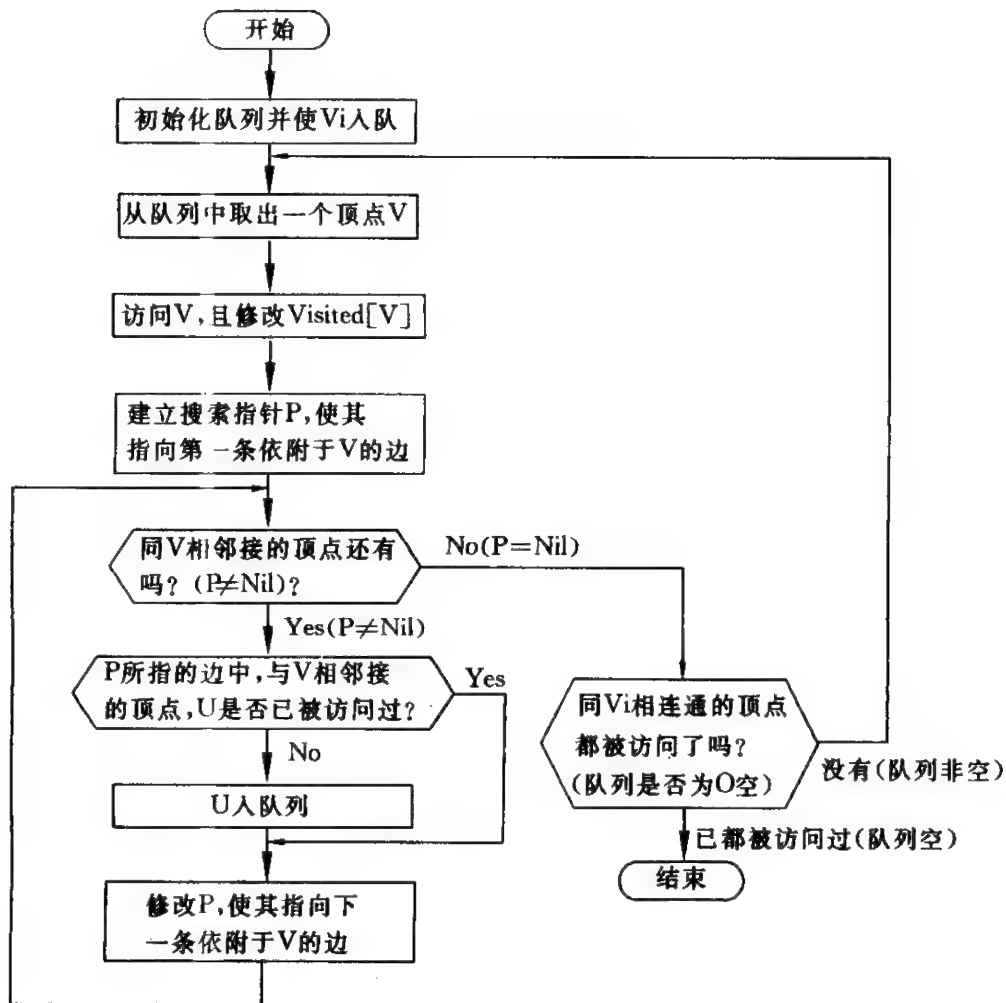 开始
初始化队列并使Vi入队
从队列中取出一个顶点V
访问V,且修改Visited[V]
建立搜索指针P,使其
指向第一条依附于V的边
同V相邻接的顶点还有
吗?(P≠Nil)?
No(P=Nil)
Yes(P≠Nil)
P所指的边中,与V相邻接
的顶点,U是否已被访问过?
Yes
No
U入队列
修改P,使其指向下
一条依附于V的边
同Vi相连通的顶点
都被访问了吗?
(队列是否为O空)
没有(队列非空)
已都被访问过(队列空)
结束